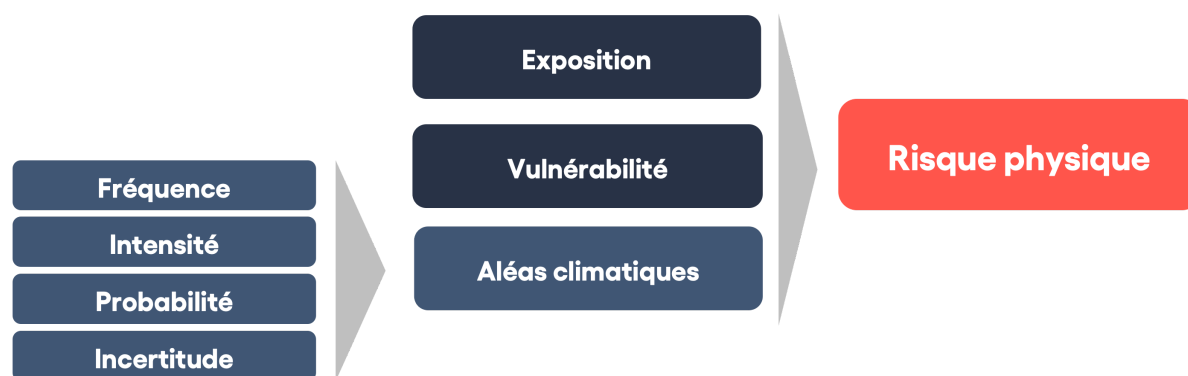 Fréquence
Intensité
Probabilité
Incertitude
Exposition
Vulnérabilité
Aléas climatiques
Risque physique